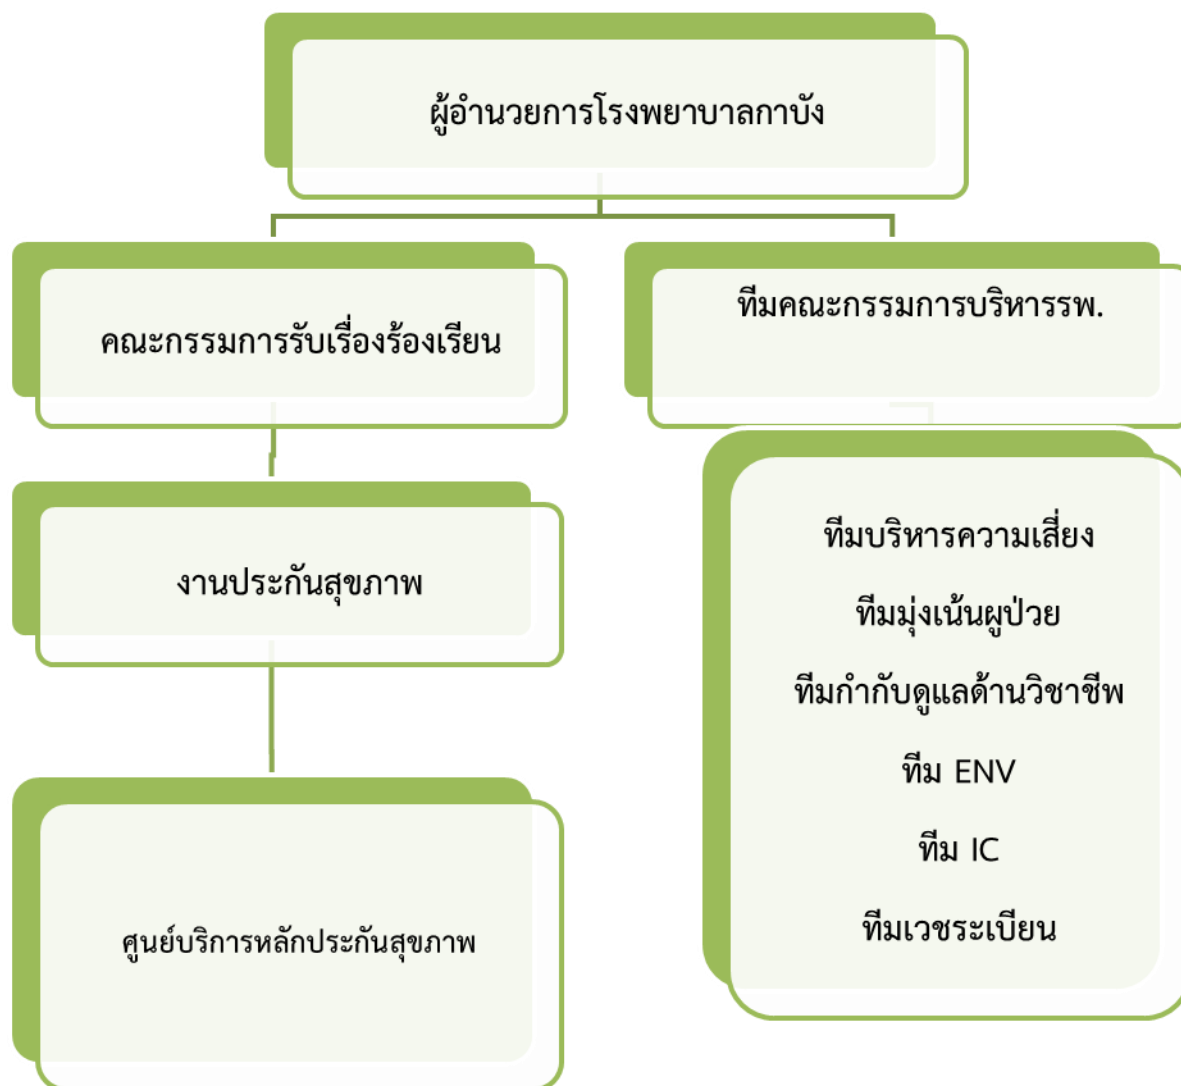 ผู้อำนวยการโรงพยาบาลกาบัง
คณะกรรมการรับเรื่องร้องเรียน
ทีมคณะกรรมการบริหารรพ.
งานประกันสุขภาพ
ศูนย์บริการหลักประกันสุขภาพ
ทีมบริหารความเสี่ยง
ทีมมุ่งเน้นผูป่วย
ทีมกำกับดูแลด้านวิชาชีพ
ทีม ENV
ทีม IC
ทีมเวชระเบียน